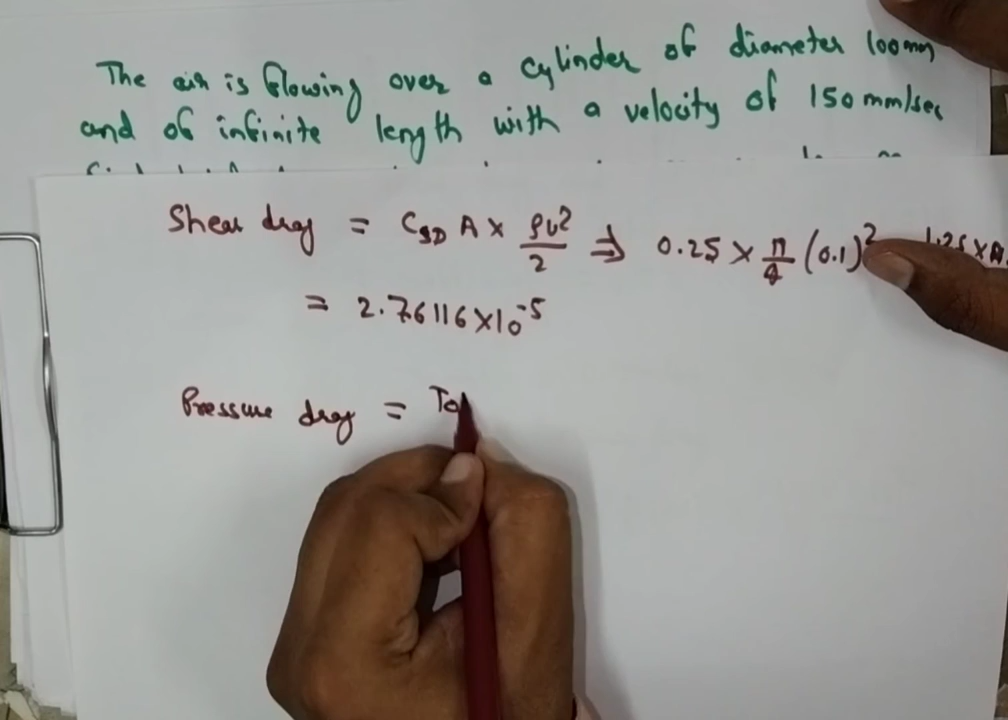 The air is flowing over a cylinder of diameter 100mm
and of infinite length with a velocity of 150 mm/sec
Shear drag = C_SD A × ρv²/2 ⇒ 0.25 × π/4 (0.1)²
= 2.76116×10⁻⁵
Pressure drag = To